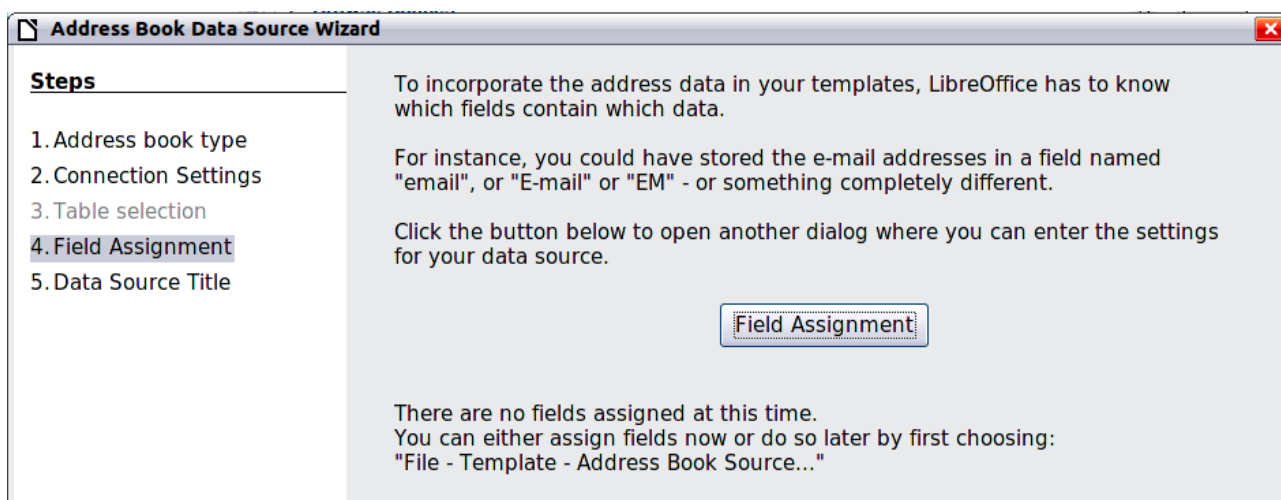 Address Book Data Source Wizard
Steps
1. Address book type
2. Connection Settings
3. Table selection
4. Field Assignment
5. Data Source Title
To incorporate the address data in your templates, LibreOffice has to know
which fields contain which data.
For instance, you could have stored the e-mail addresses in a field named
"email", or "E-mail" or "EM" - or something completely different.
Click the button below to open another dialog where you can enter the settings
for your data source.
Field Assignment
There are no fields assigned at this time.
You can either assign fields now or do so later by first choosing:
"File - Template - Address Book Source..."